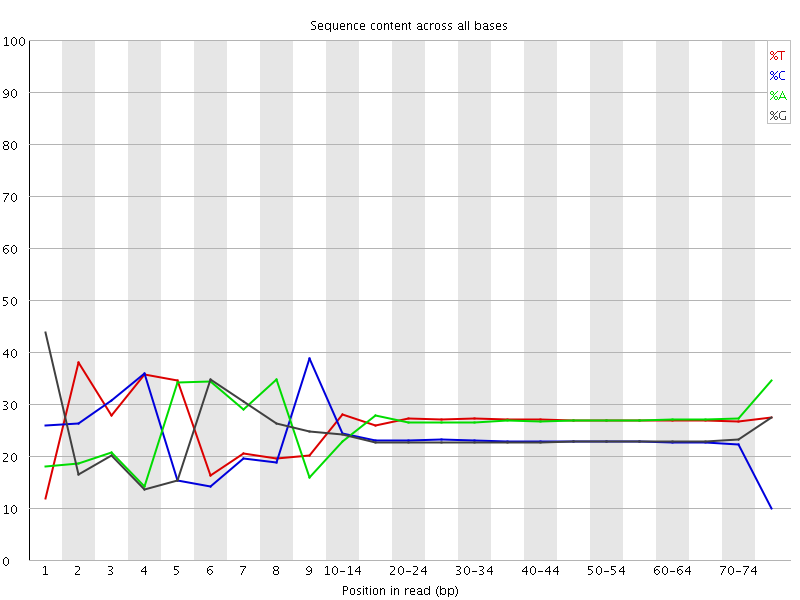 Sequence content across all bases
100
90
80
70
60
50
40
30
20
10
0
%T
%C
%A
%G
1 2 3 4 5 6 7 8 9 10-14 20-24 30-34 40-44 50-54 60-64 70-74
Position in read (bp)